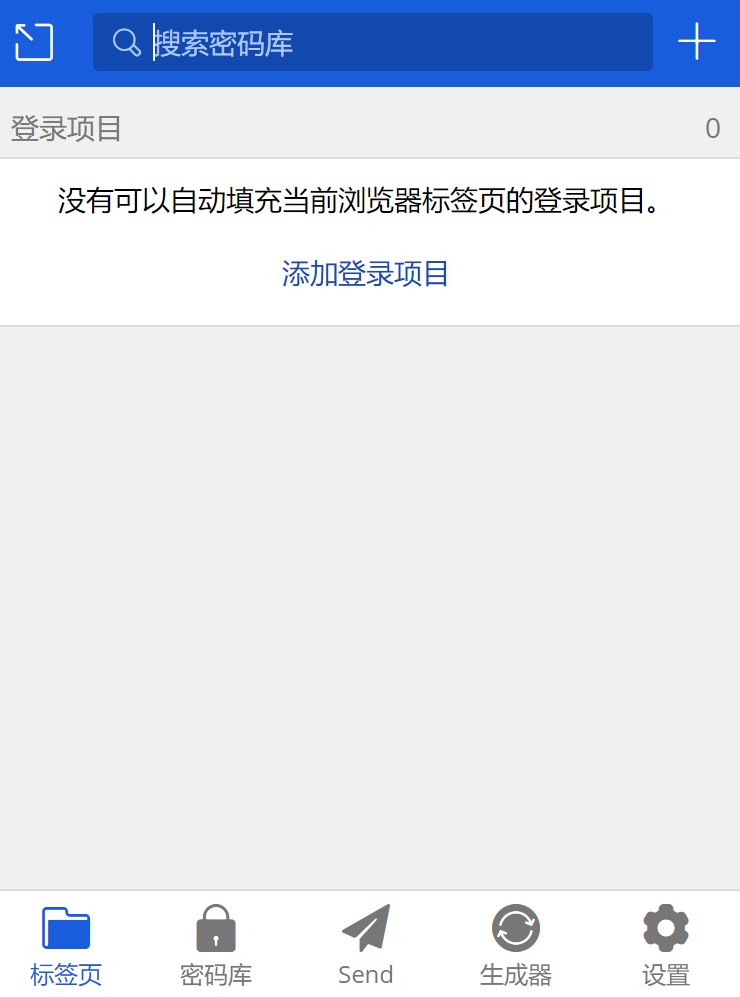 搜索密码库
登录项目 0
没有可以自动填充当前浏览器标签页的登录项目。
添加登录项目
标签页 密码库 Send 生成器 设置